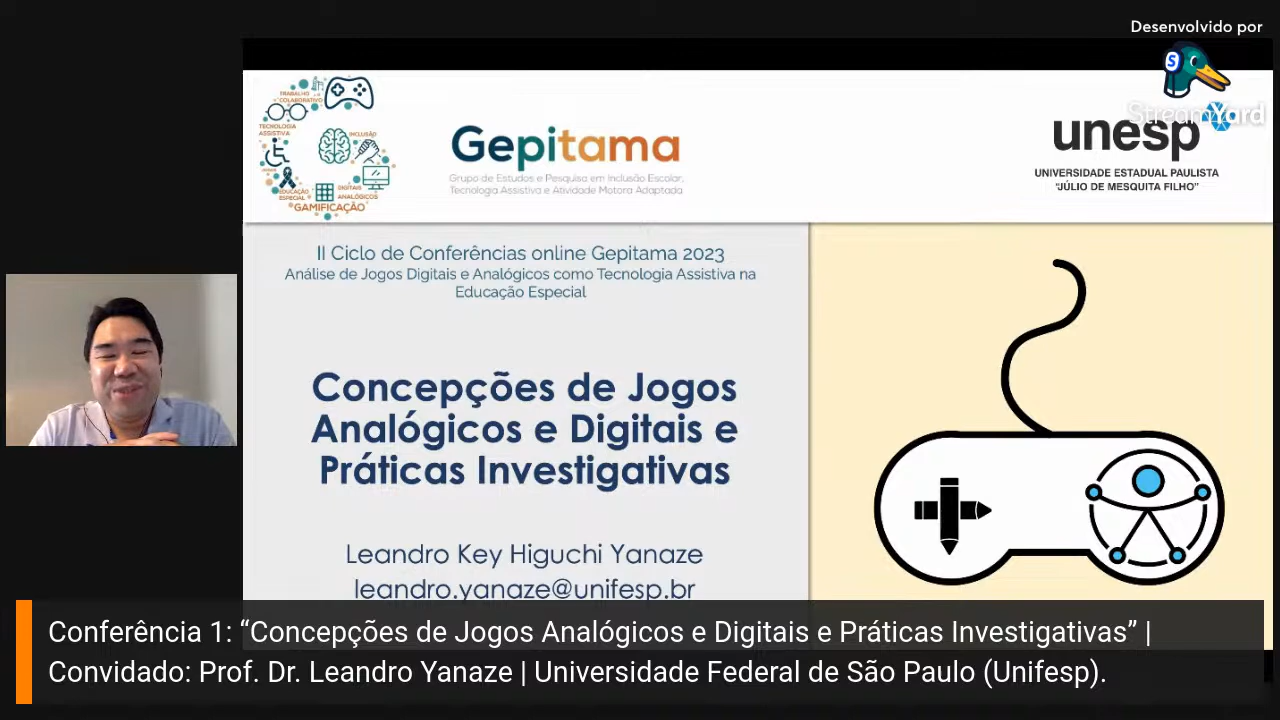 Desenvolvido por
StreamYard
TRABALHO
COLABORATIVO
TECNOLOGIA
ASSISTIVA
INCLUSÃO
EDUCAÇÃO
ESPECIAL
DIGITAIS
ANALÓGICOS
GAMIFICAÇÃO
Gepitama
Grupo de Estudos e Pesquisa em Inclusão Escolar,
Tecnologia Assistiva e Atividade Motora Adaptada
unesp
UNIVERSIDADE ESTADUAL PAULISTA
“JÚLIO DE MESQUITA FILHO”
II Ciclo de Conferências online Gepitama 2023
Análise de Jogos Digitais e Analógicos como Tecnologia Assistiva na
Educação Especial
Concepções de Jogos
Analógicos e Digitais e
Práticas Investigativas
Leandro Key Higuchi Yanaze
leandro.yanaze@unifesp.br
Conferência 1: “Concepções de Jogos Analógicos e Digitais e Práticas Investigativas” |
Convidado: Prof. Dr. Leandro Yanaze | Universidade Federal de São Paulo (Unifesp).